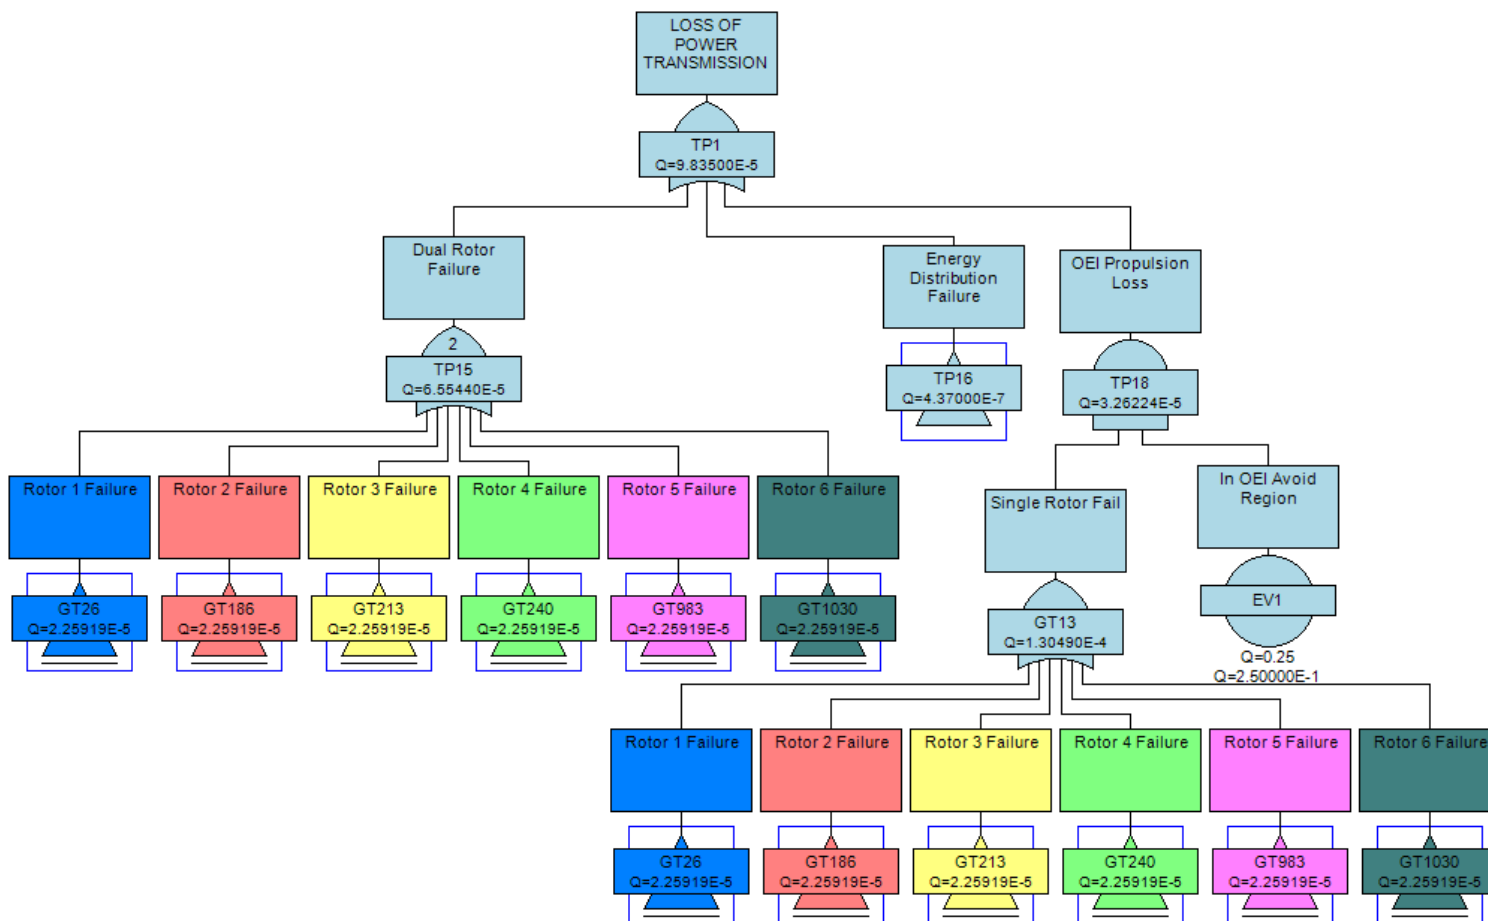 LOSS OF
POWER
TRANSMISSION
TP1
Q=9.83500E-5
Dual Rotor
Failure
2
TP15
Q=6.55440E-5
Energy
Distribution
Failure
TP16
Q=4.37000E-7
OEI Propulsion
Loss
TP18
Q=3.26224E-5
Rotor 1 Failure
GT26
Q=2.25919E-5
Rotor 2 Failure
GT186
Q=2.25919E-5
Rotor 3 Failure
GT213
Q=2.25919E-5
Rotor 4 Failure
GT240
Q=2.25919E-5
Rotor 5 Failure
GT983
Q=2.25919E-5
Rotor 6 Failure
GT1030
Q=2.25919E-5
Single Rotor Fail
GT13
Q=1.30490E-4
In OEI Avoid
Region
EV1
Q=0.25
Q=2.50000E-1
Rotor 1 Failure
GT26
Q=2.25919E-5
Rotor 2 Failure
GT186
Q=2.25919E-5
Rotor 3 Failure
GT213
Q=2.25919E-5
Rotor 4 Failure
GT240
Q=2.25919E-5
Rotor 5 Failure
GT983
Q=2.25919E-5
Rotor 6 Failure
GT1030
Q=2.25919E-5